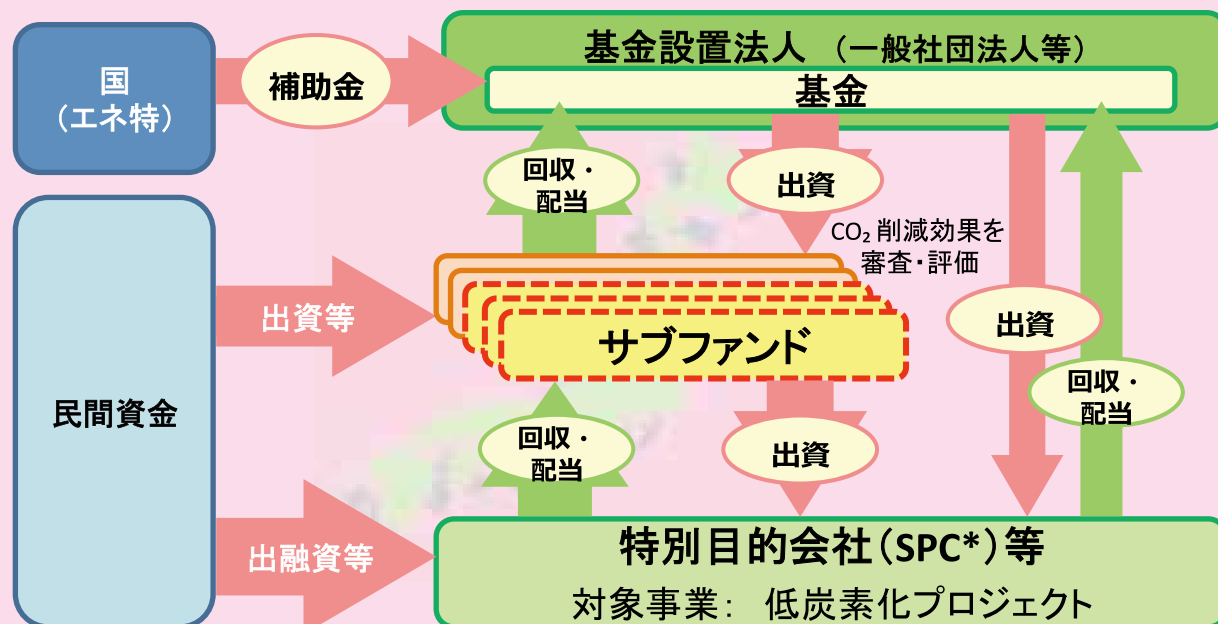 国
（エネ特）
補助金
基金設置法人 （一般社団法人等）
基金
回収・
配当
出資
CO₂ 削減効果を
審査・評価
出資等
サブファンド
出資
回収・
配当
民間資金
回収・
配当
出資
出融資等
特別目的会社（SPC*）等
対象事業： 低炭素化プロジェクト